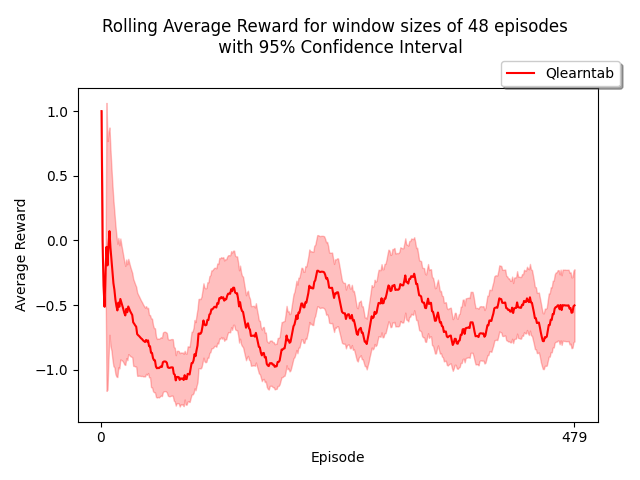 Rolling Average Reward for window sizes of 48 episodes
with 95% Confidence Interval
Qlearntab
1.0
0.5
0.0
−0.5
−1.0
Average Reward
0
479
Episode